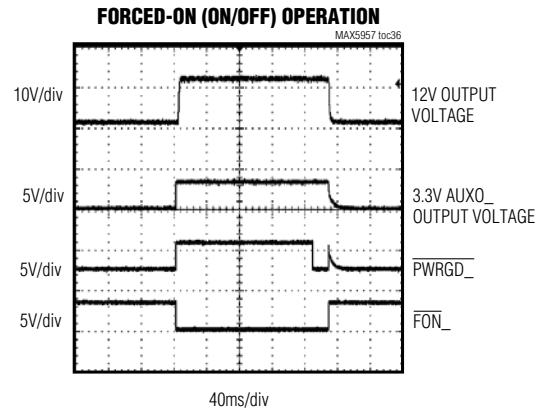 FORCED-ON (ON/OFF) OPERATION
MAX5957 toc36
10V/div
12V OUTPUT
VOLTAGE
5V/div
3.3V AUXO_
OUTPUT VOLTAGE
5V/div
PWRGD_
5V/div
FON_
40ms/div